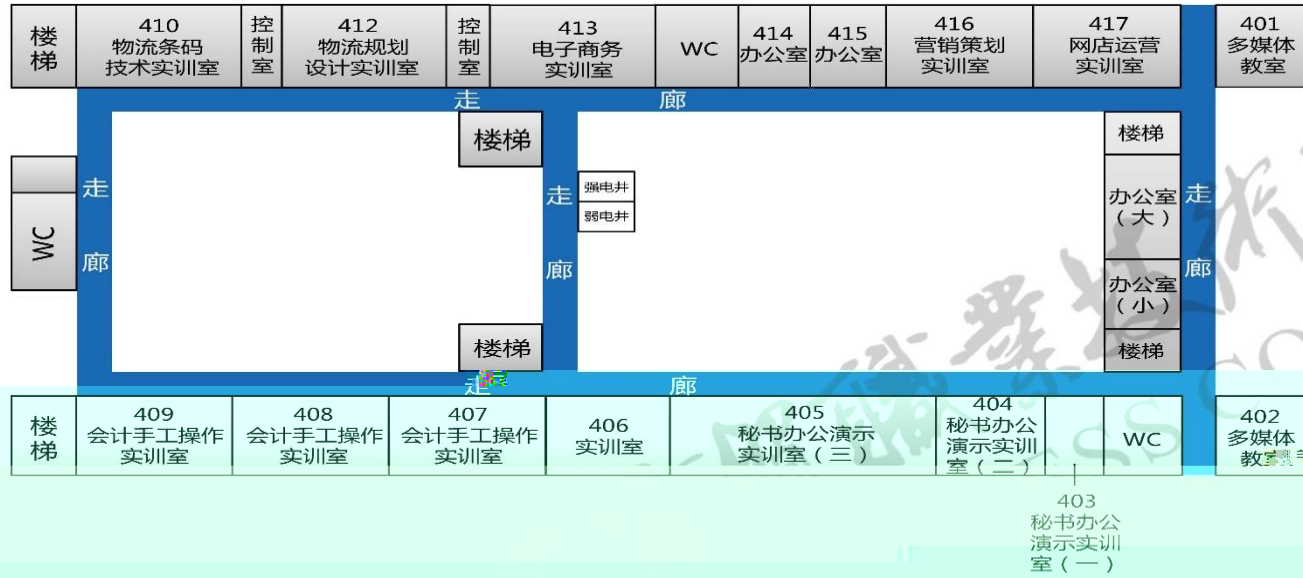 楼
梯
410
物流条码
技术实训室
控
制
室
412
物流规划
设计实训室
控
制
室
413
电子商务
实训室
WC
414
办公室
415
办公室
416
营销策划
实训室
417
网店运营
实训室
401
多媒体
教室
走
廊
楼梯
楼梯
走
廊
WC
走
廊
强电井
弱电井
办公室
（大）
走
廊
办公室
（小）
楼梯
楼梯
走
廊
楼
梯
409
会计手工操作
实训室
408
会计手工操作
实训室
407
会计手工操作
实训室
406
实训室
405
秘书办公演示
实训室（三）
404
秘书办公
演示实训
室（二）
WC
402
多媒体
教室
403
秘书办公
演示实训
室（一）
職業技術